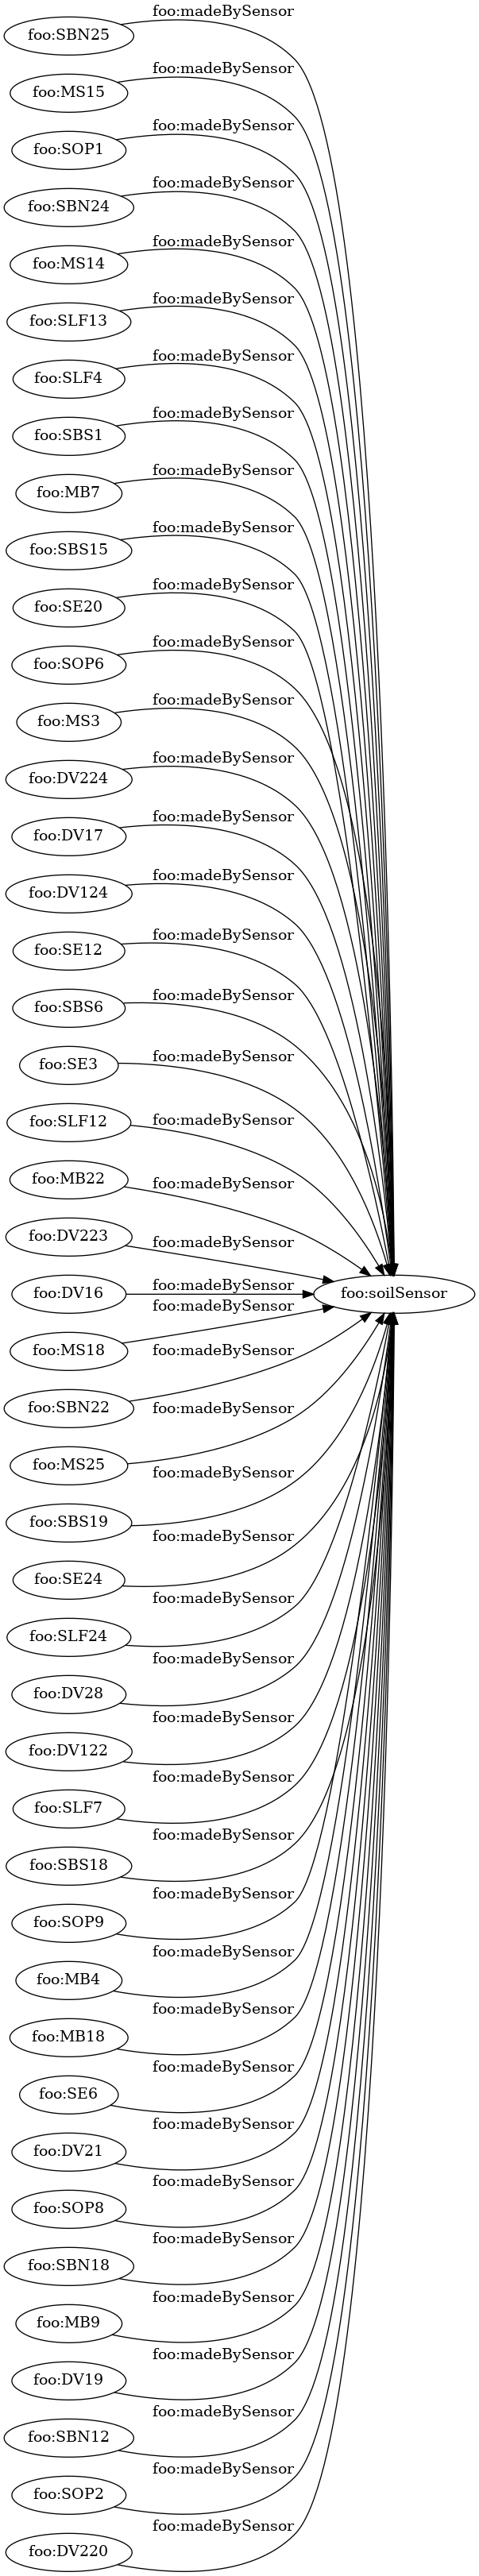 foo:madeBySensor
foo:SBN25
foo:madeBySensor
foo:MS15
foo:madeBySensor
foo:SOP1
foo:madeBySensor
foo:SBN24
foo:madeBySensor
foo:MS14
foo:madeBySensor
foo:SLF13
foo:madeBySensor
foo:SLF4
foo:madeBySensor
foo:SBS1
foo:madeBySensor
foo:MB7
foo:madeBySensor
foo:SBS15
foo:madeBySensor
foo:SE20
foo:madeBySensor
foo:SOP6
foo:madeBySensor
foo:MS3
foo:madeBySensor
foo:DV224
foo:madeBySensor
foo:DV17
foo:madeBySensor
foo:DV124
foo:madeBySensor
foo:SE12
foo:madeBySensor
foo:SBS6
foo:madeBySensor
foo:SE3
foo:madeBySensor
foo:SLF12
foo:madeBySensor
foo:MB22
foo:madeBySensor
foo:DV223
foo:madeBySensor
foo:DV16
foo:madeBySensor
foo:soilSensor
foo:madeBySensor
foo:MS18
foo:madeBySensor
foo:SBN22
foo:madeBySensor
foo:MS25
foo:madeBySensor
foo:SBS19
foo:madeBySensor
foo:SE24
foo:madeBySensor
foo:SLF24
foo:madeBySensor
foo:DV28
foo:madeBySensor
foo:DV122
foo:madeBySensor
foo:SLF7
foo:madeBySensor
foo:SBS18
foo:madeBySensor
foo:SOP9
foo:madeBySensor
foo:MB4
foo:madeBySensor
foo:MB18
foo:madeBySensor
foo:SE6
foo:madeBySensor
foo:DV21
foo:madeBySensor
foo:SOP8
foo:madeBySensor
foo:SBN18
foo:madeBySensor
foo:MB9
foo:madeBySensor
foo:DV19
foo:madeBySensor
foo:SBN12
foo:madeBySensor
foo:SOP2
foo:madeBySensor
foo:DV220